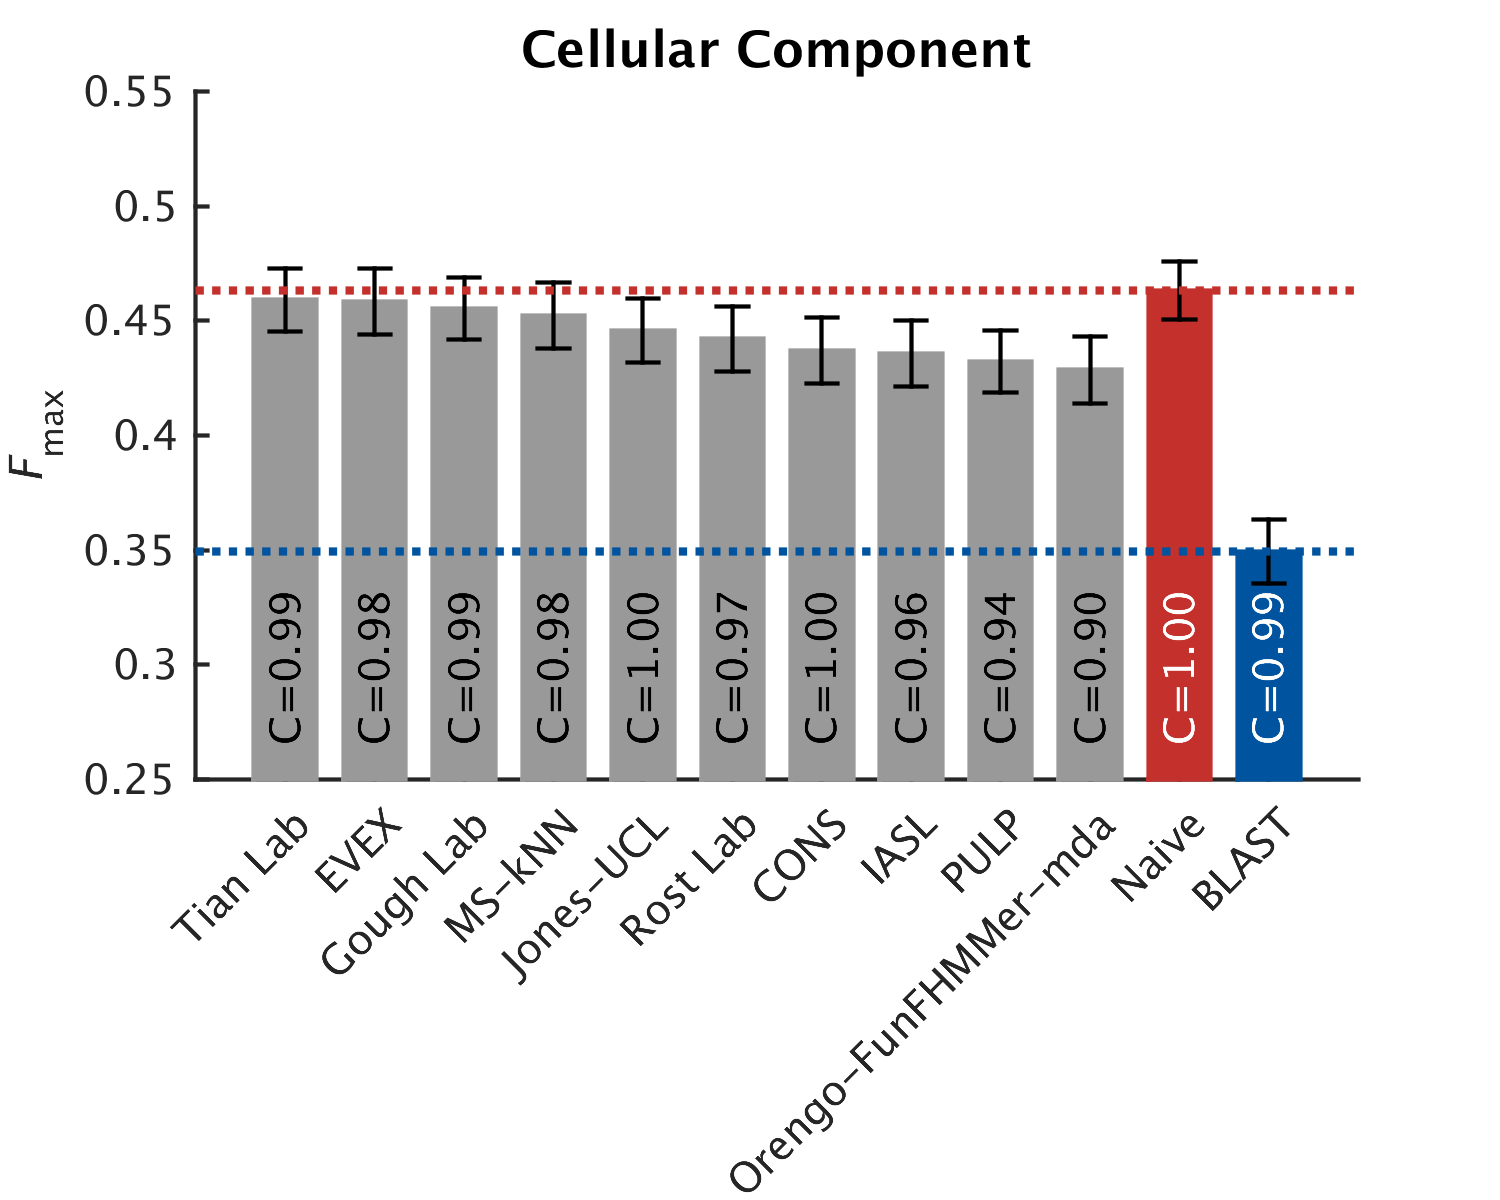 Cellular Component
0.55
0.5
0.45
0.4
0.35
0.3
0.25
Fmax
C=0.99
C=0.98
C=0.99
C=0.98
C=1.00
C=0.97
C=1.00
C=0.96
C=0.94
C=0.90
C=1.00
C=0.99
Tian Lab
EVEX
Gough Lab
MS-kNN
Jones-UCL
Rost Lab
CONS
IASL
PULP
Orengo-FunFHMMer-mda
Naive
BLAST